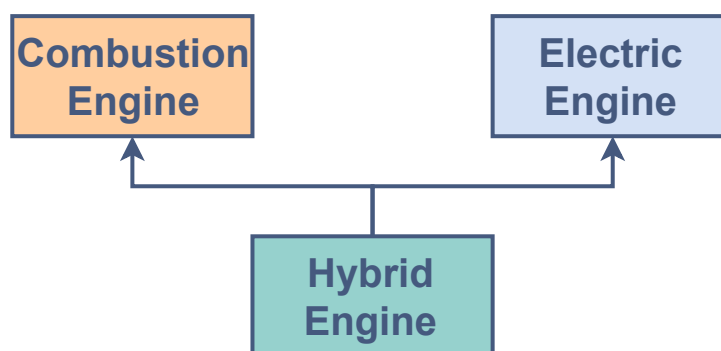 Combustion
Engine
Electric
Engine
Hybrid
Engine